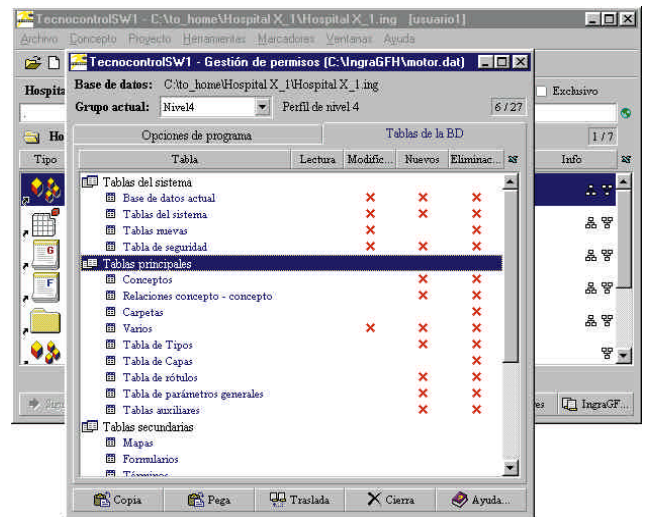 TecnocontrolSW1 - C:\to_home\Hospital X_1\Hospital X_1.ing [usuario1]
Archivo Concepto Proyecto Herramientas Marcadores Ventanas Ayuda
TecnocontrolSW1 - Gestión de permisos (C:\IngraGFH\motor.dat)
Base de datos: C:\to_home\Hospital X_1\Hospital X_1.ing
Hospita
Exclusivo
Grupo actual: Nivel4 Perfil de nivel 4 6/27
Ho
Opciones de programa Tablas de la BD
1/7
Tipo
Tabla Lectura Modific... Nuevos Eliminac...
Info
Tablas del sistema
Base de datos actual
Tablas del sistema
Tablas nuevas
Tabla de seguridad
G
Tablas principales
Conceptos
F
Relaciones concepto - concepto
Carpetas
Varios
Tabla de Tipos
Tabla de Capas
Tabla de rótulos
Tabla de parámetros generales
Tablas auxiliares
IngraGF...
Tablas secundarias
Mapas
Formularios
Términos
Copia Pega Traslada Cierra Ayuda...